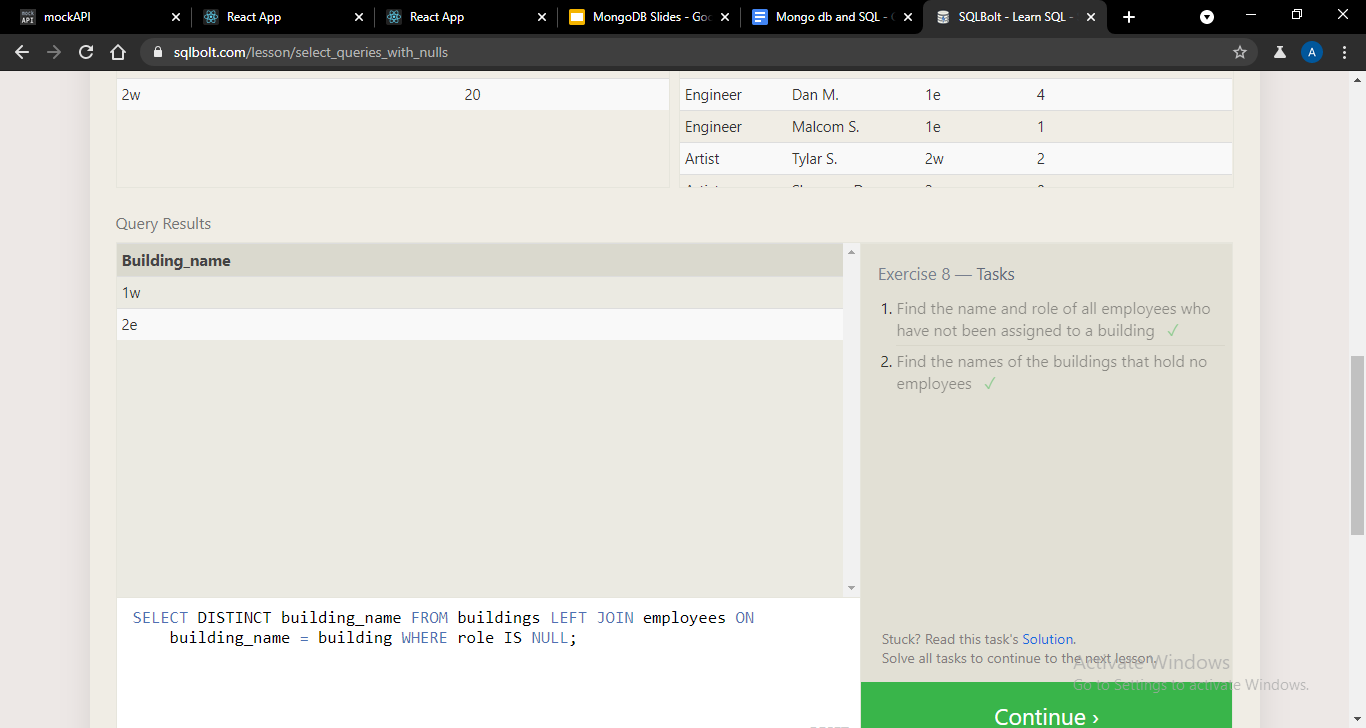 mockAPI
React App
React App
MongoDB Slides - Goo
Mongo db and SQL -
SQLBolt - Learn SQL -
sqlbolt.com/lesson/select_queries_with_nulls
A
2w 20
Engineer Dan M. 1e 4
Engineer Malcom S. 1e 1
Artist Tylar S. 2w 2
Query Results
Building_name
1w
2e
Exercise 8 — Tasks
1. Find the name and role of all employees who
have not been assigned to a building ✓
2. Find the names of the buildings that hold no
employees ✓
SELECT DISTINCT building_name FROM buildings LEFT JOIN employees ON
building_name = building WHERE role IS NULL;
Stuck? Read this task's Solution.
Solve all tasks to continue to the next lesson.
Activate Windows
Go to Settings to activate Windows.
Continue ›